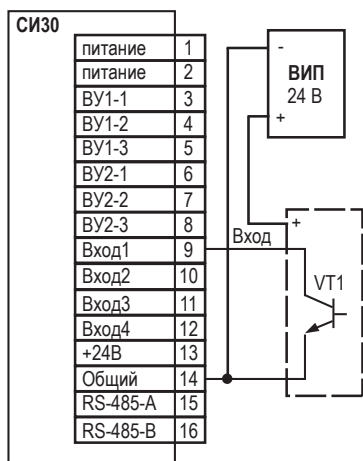 СИ30
питание 1
питание 2
ВУ1-1 3
ВУ1-2 4
ВУ1-3 5
ВУ2-1 6
ВУ2-2 7
ВУ2-3 8
Вход1 9
Вход2 10
Вход3 11
Вход4 12
+24В 13
Общий 14
RS-485-A 15
RS-485-B 16
-
ВИП
24 В
+
Вход
+
VT1